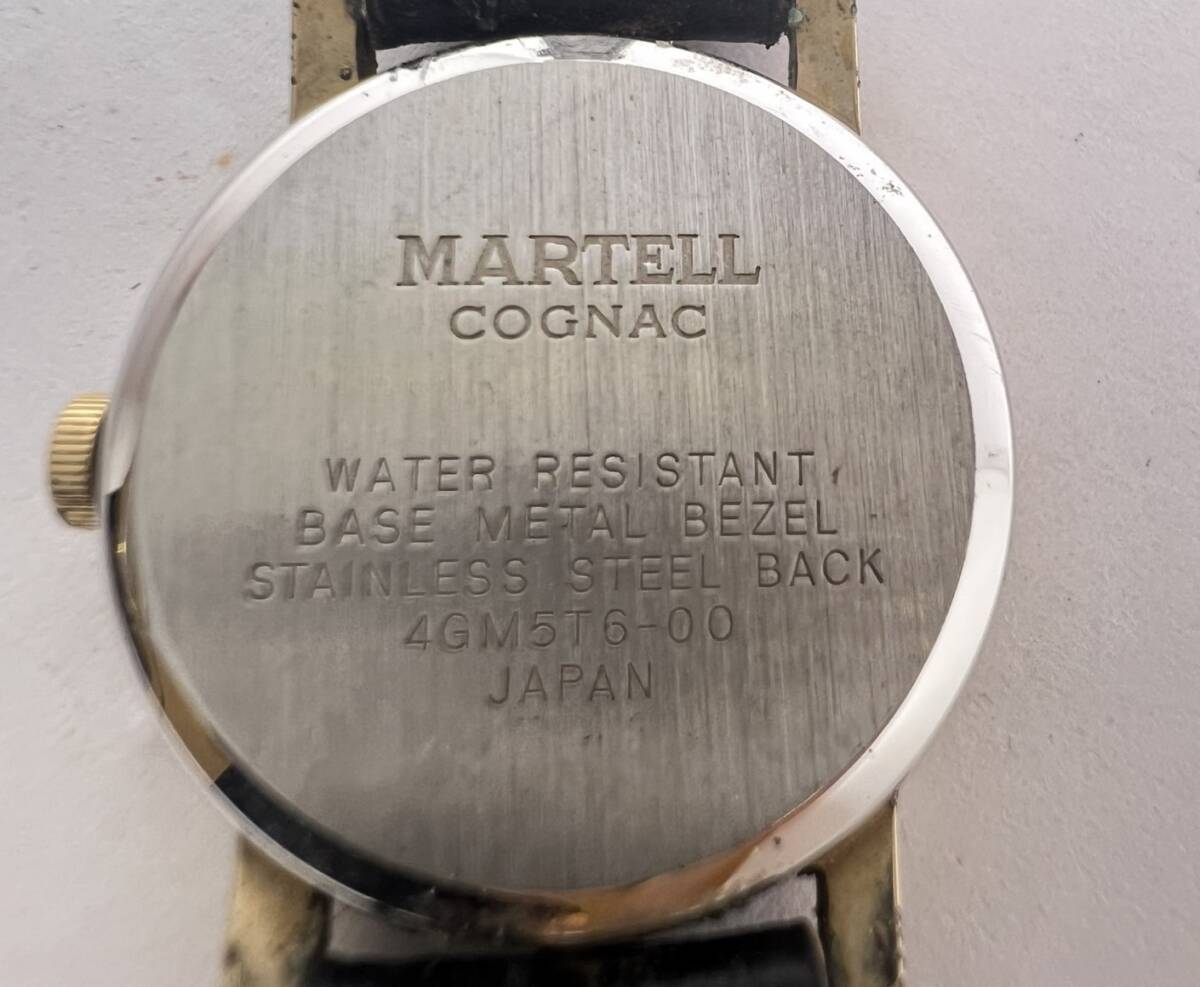 MARTELL
COGNAC
WATER RESISTANT
BASE METAL BEZEL
STAINLESS STEEL BACK
4GM5T6-00
JAPAN